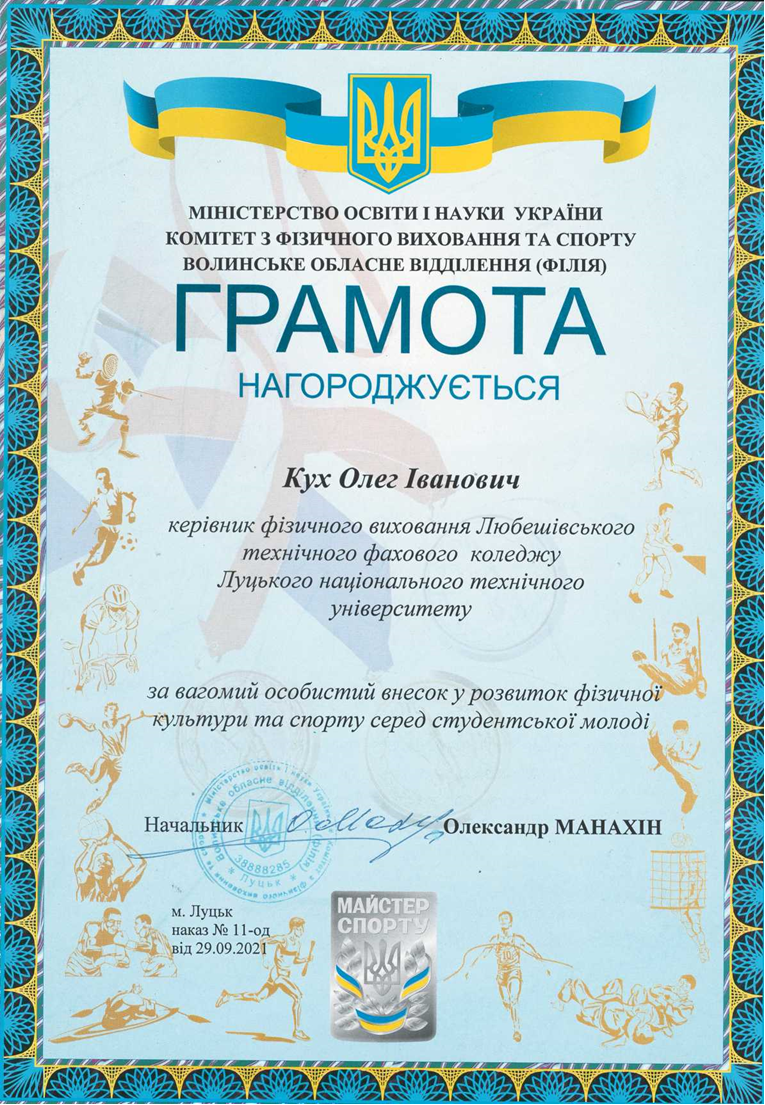 МІНІСТЕРСТВО ОСВІТИ І НАУКИ УКРАЇНИ
КОМІТЕТ З ФІЗИЧНОГО ВИХОВАННЯ ТА СПОРТУ
ВОЛИНСЬКЕ ОБЛАСНЕ ВІДДІЛЕННЯ (ФІЛІЯ)
ГРАМОТА
НАГОРОДЖУЄТЬСЯ
Кух Олег Іванович
керівник фізичного виховання Любешівського
технічного фахового коледжу
Луцького національного технічного
університету
за вагомий особистий внесок у розвиток фізичної
культури та спорту серед студентської молоді
Начальник
Олександр МАНАХІН
38888285
Луцьк
м. Луцьк
наказ № 11-од
від 29.09.2021
МАЙСТЕР
СПОРТУ